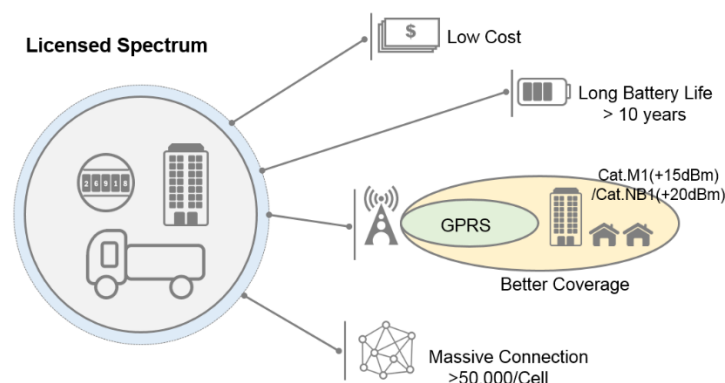 Licensed Spectrum
$
Low Cost
Long Battery Life
> 10 years
Cat.M1(+15dBm)
/Cat.NB1(+20dBm)
GPRS
Better Coverage
Massive Connection
>50,000/Cell